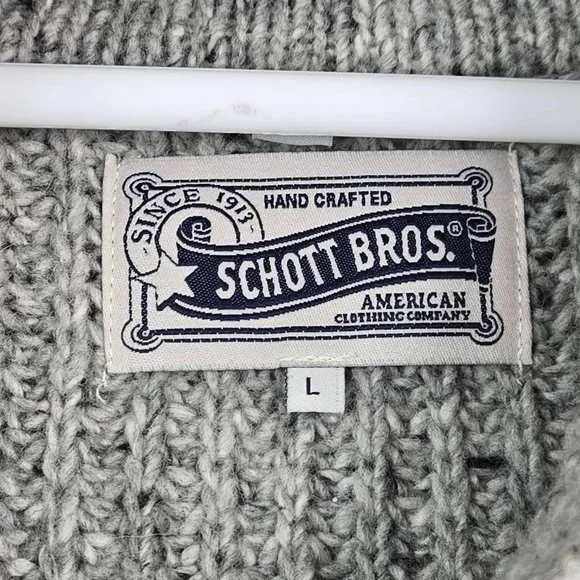 SINCE 1913
HAND CRAFTED
SCHOTT BROS.®
AMERICAN
CLOTHING COMPANY
L